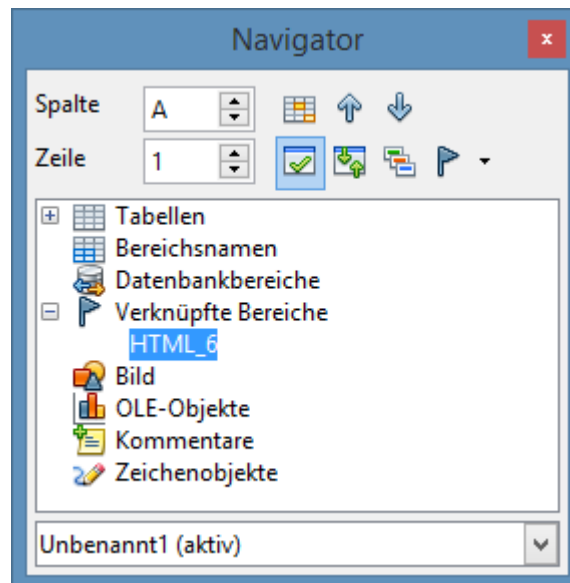 Navigator
x
Spalte
A
Zeile
1
Tabellen
Bereichsnamen
Datenbankbereiche
Verknüpfte Bereiche
HTML_6
Bild
OLE-Objekte
Kommentare
Zeichenobjekte
Unbenannt1 (aktiv)